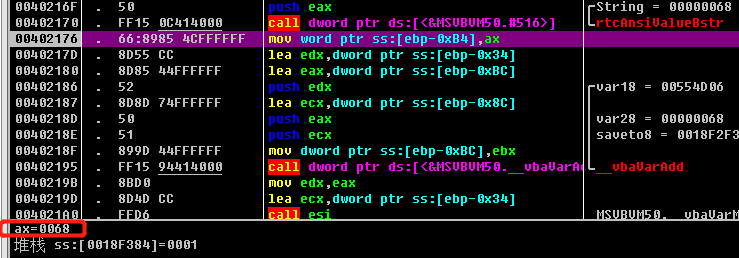 0040216F . 50 push eax String = 00000068
00402170 . FF15 0C414000 call dword ptr ds:[<&MSVBVM50.#516>] rtcAnsiValueBstr
00402176 . 66:8985 4CFFFFFF mov word ptr ss:[ebp-0xB4],ax
0040217D . 8D55 CC lea edx,dword ptr ss:[ebp-0x34]
00402180 . 8D85 44FFFFFF lea eax,dword ptr ss:[ebp-0xBC]
00402186 . 52 push edx var18 = 00554D06
00402187 . 8D8D 74FFFFFF lea ecx,dword ptr ss:[ebp-0x8C]
0040218D . 50 push eax var28 = 00000068
0040218E . 51 push ecx saveto8 = 0018F2F3
0040218F . 899D 44FFFFFF mov dword ptr ss:[ebp-0xBC],ebx
00402195 . FF15 94414000 call dword ptr ds:[<&MSVBVM50.__vbaVarAd __vbaVarAdd
0040219B . 8BD0 mov edx,eax
0040219D . 8D4D CC lea ecx,dword ptr ss:[ebp-0x34]
004021A0 . FFD6 call esi MSVBVM50.__vbaVarMove
ax=0068
堆栈 ss:[0018F384]=0001